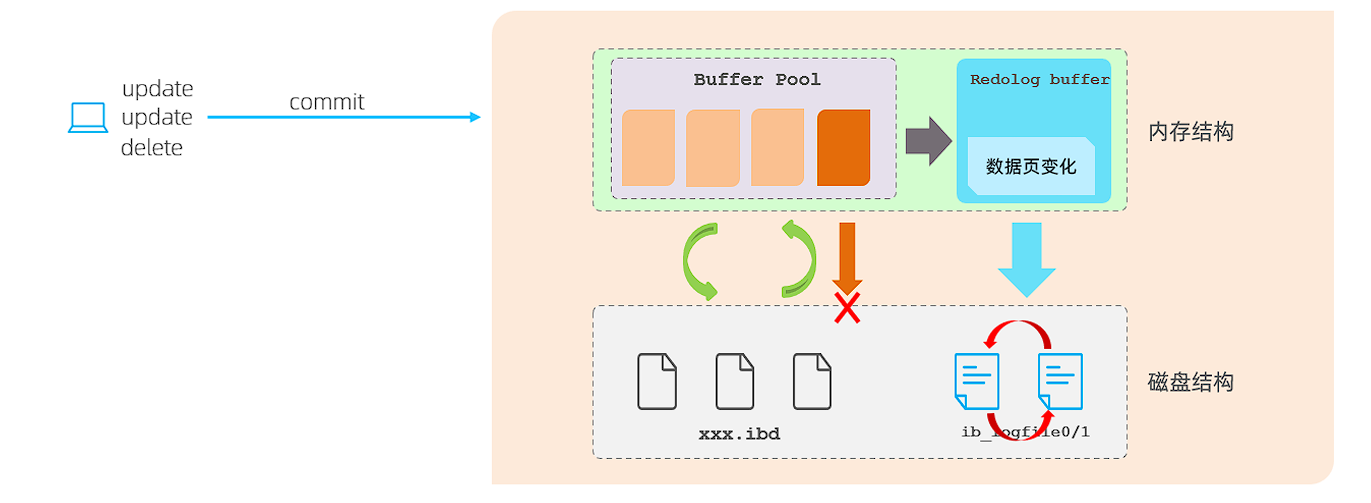 update
update
delete
commit
Buffer Pool
Redolog buffer
数据页变化
内存结构
xxx.ibd
ib_logfile0/1
磁盘结构